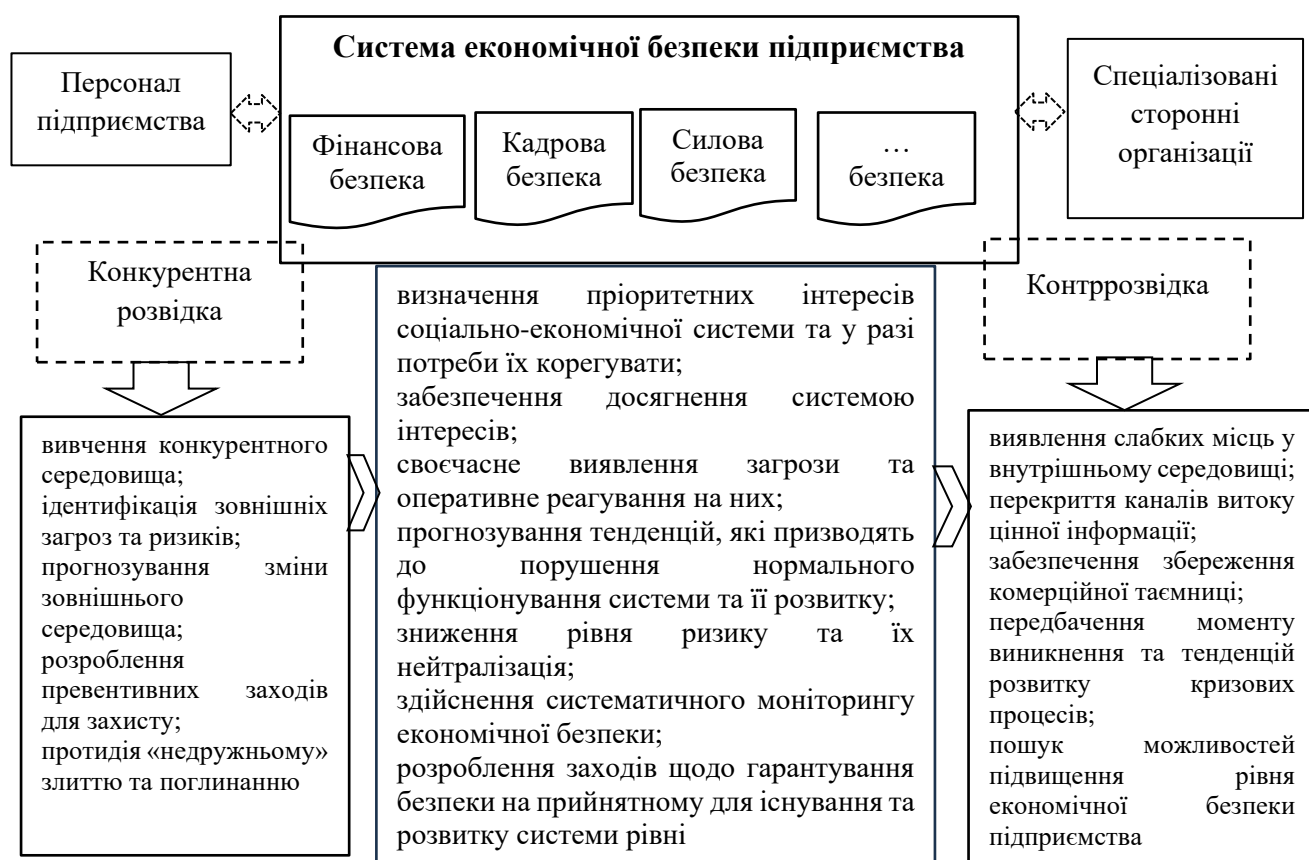 Система економічної безпеки підприємства
Персонал
підприємства
Спеціалізовані
сторонні
організації
Фінансова
безпека
Кадрова
безпека
Силова
безпека
…
безпека
Конкурентна
розвідка
Контррозвідка
вивчення конкурентного
середовища;
ідентифікація зовнішніх
загроз та ризиків;
прогнозування зміни
зовнішнього
середовища;
розроблення
превентивних заходів
для захисту;
протидія «недружньому»
злиттю та поглинанню
визначення пріоритетних інтересів
соціально-економічної системи та у разі
потреби їх корегувати;
забезпечення досягнення системою
інтересів;
своєчасне виявлення загрози та
оперативне реагування на них;
прогнозування тенденцій, які призводять
до порушення нормального
функціонування системи та її розвитку;
зниження рівня ризику та їх
нейтралізація;
здійснення систематичного моніторингу
економічної безпеки;
розроблення заходів щодо гарантування
безпеки на прийнятному для існування та
розвитку системи рівні
виявлення слабких місць у
внутрішньому середовищі;
перекриття каналів витоку
цінної інформації;
забезпечення збереження
комерційної таємниці;
передбачення моменту
виникнення та тенденцій
розвитку кризових
процесів;
пошук можливостей
підвищення рівня
економічної безпеки
підприємства